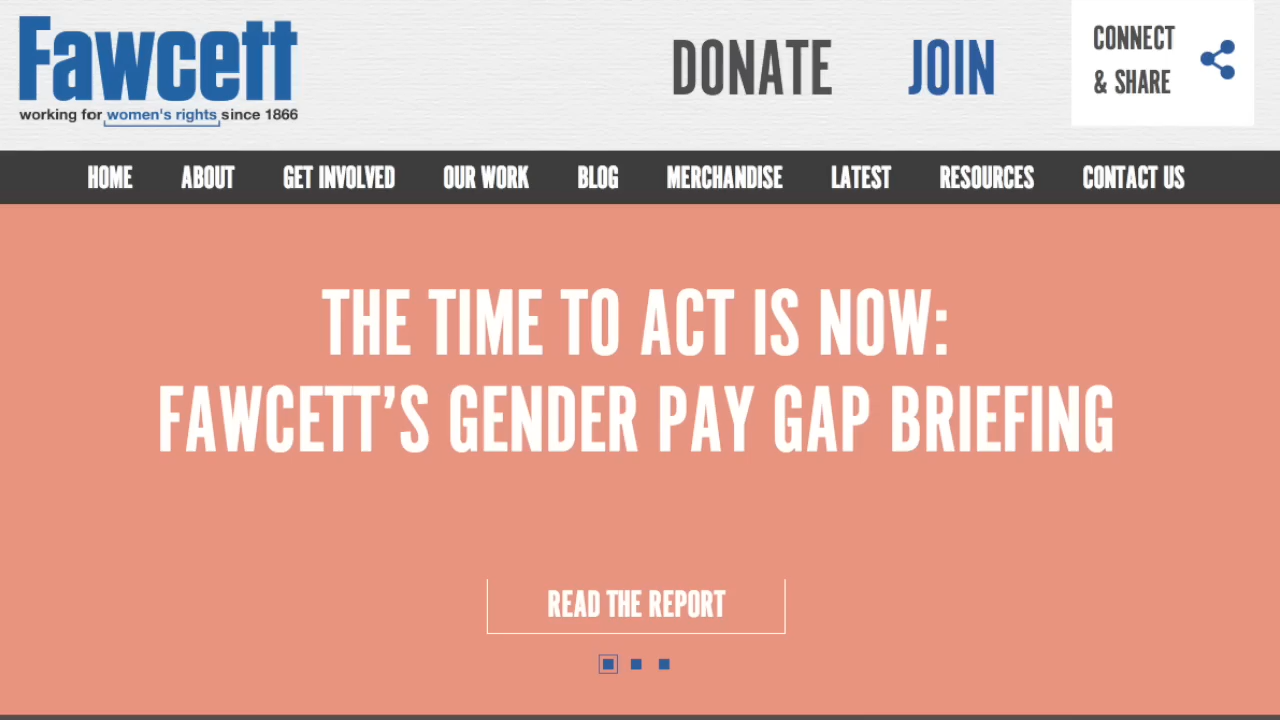 Fawcett
working for women's rights since 1866
DONATE
JOIN
CONNECT
& SHARE
HOME ABOUT GET INVOLVED OUR WORK BLOG MERCHANDISE LATEST RESOURCES CONTACT US
THE TIME TO ACT IS NOW:
FAWCETT’S GENDER PAY GAP BRIEFING
READ THE REPORT